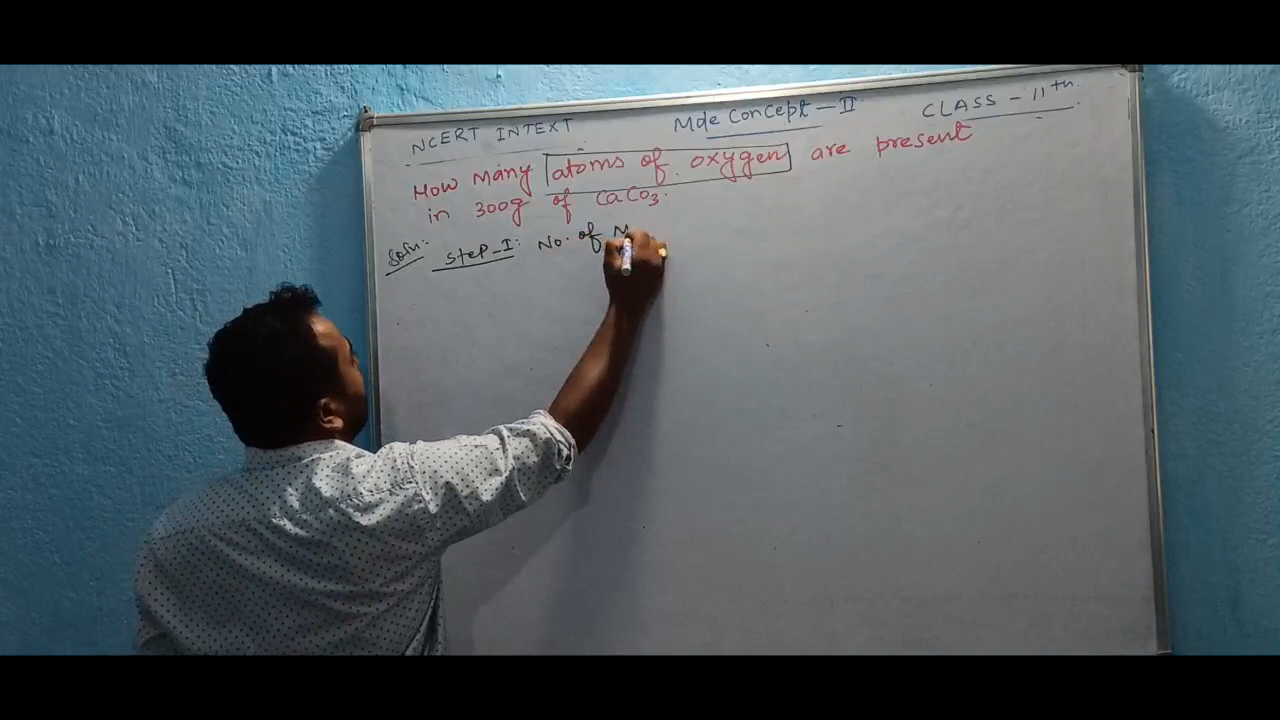 NCERT INTEXT
Mole Concept - II
CLASS - 11th
How many atoms of oxygen are present
in 300g of CaCO3.
Soln: Step-I: No. of M